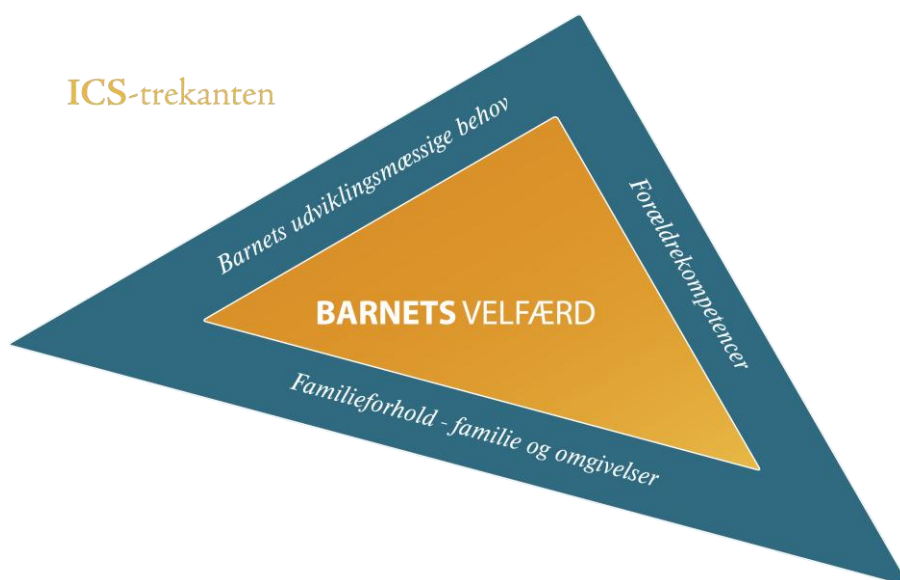 ICS-trekanten
Barnets udviklingsmæssige behov
Forældrekompetencer
BARNETS VELFÆRD
Familieforhold - familie og omgivelser